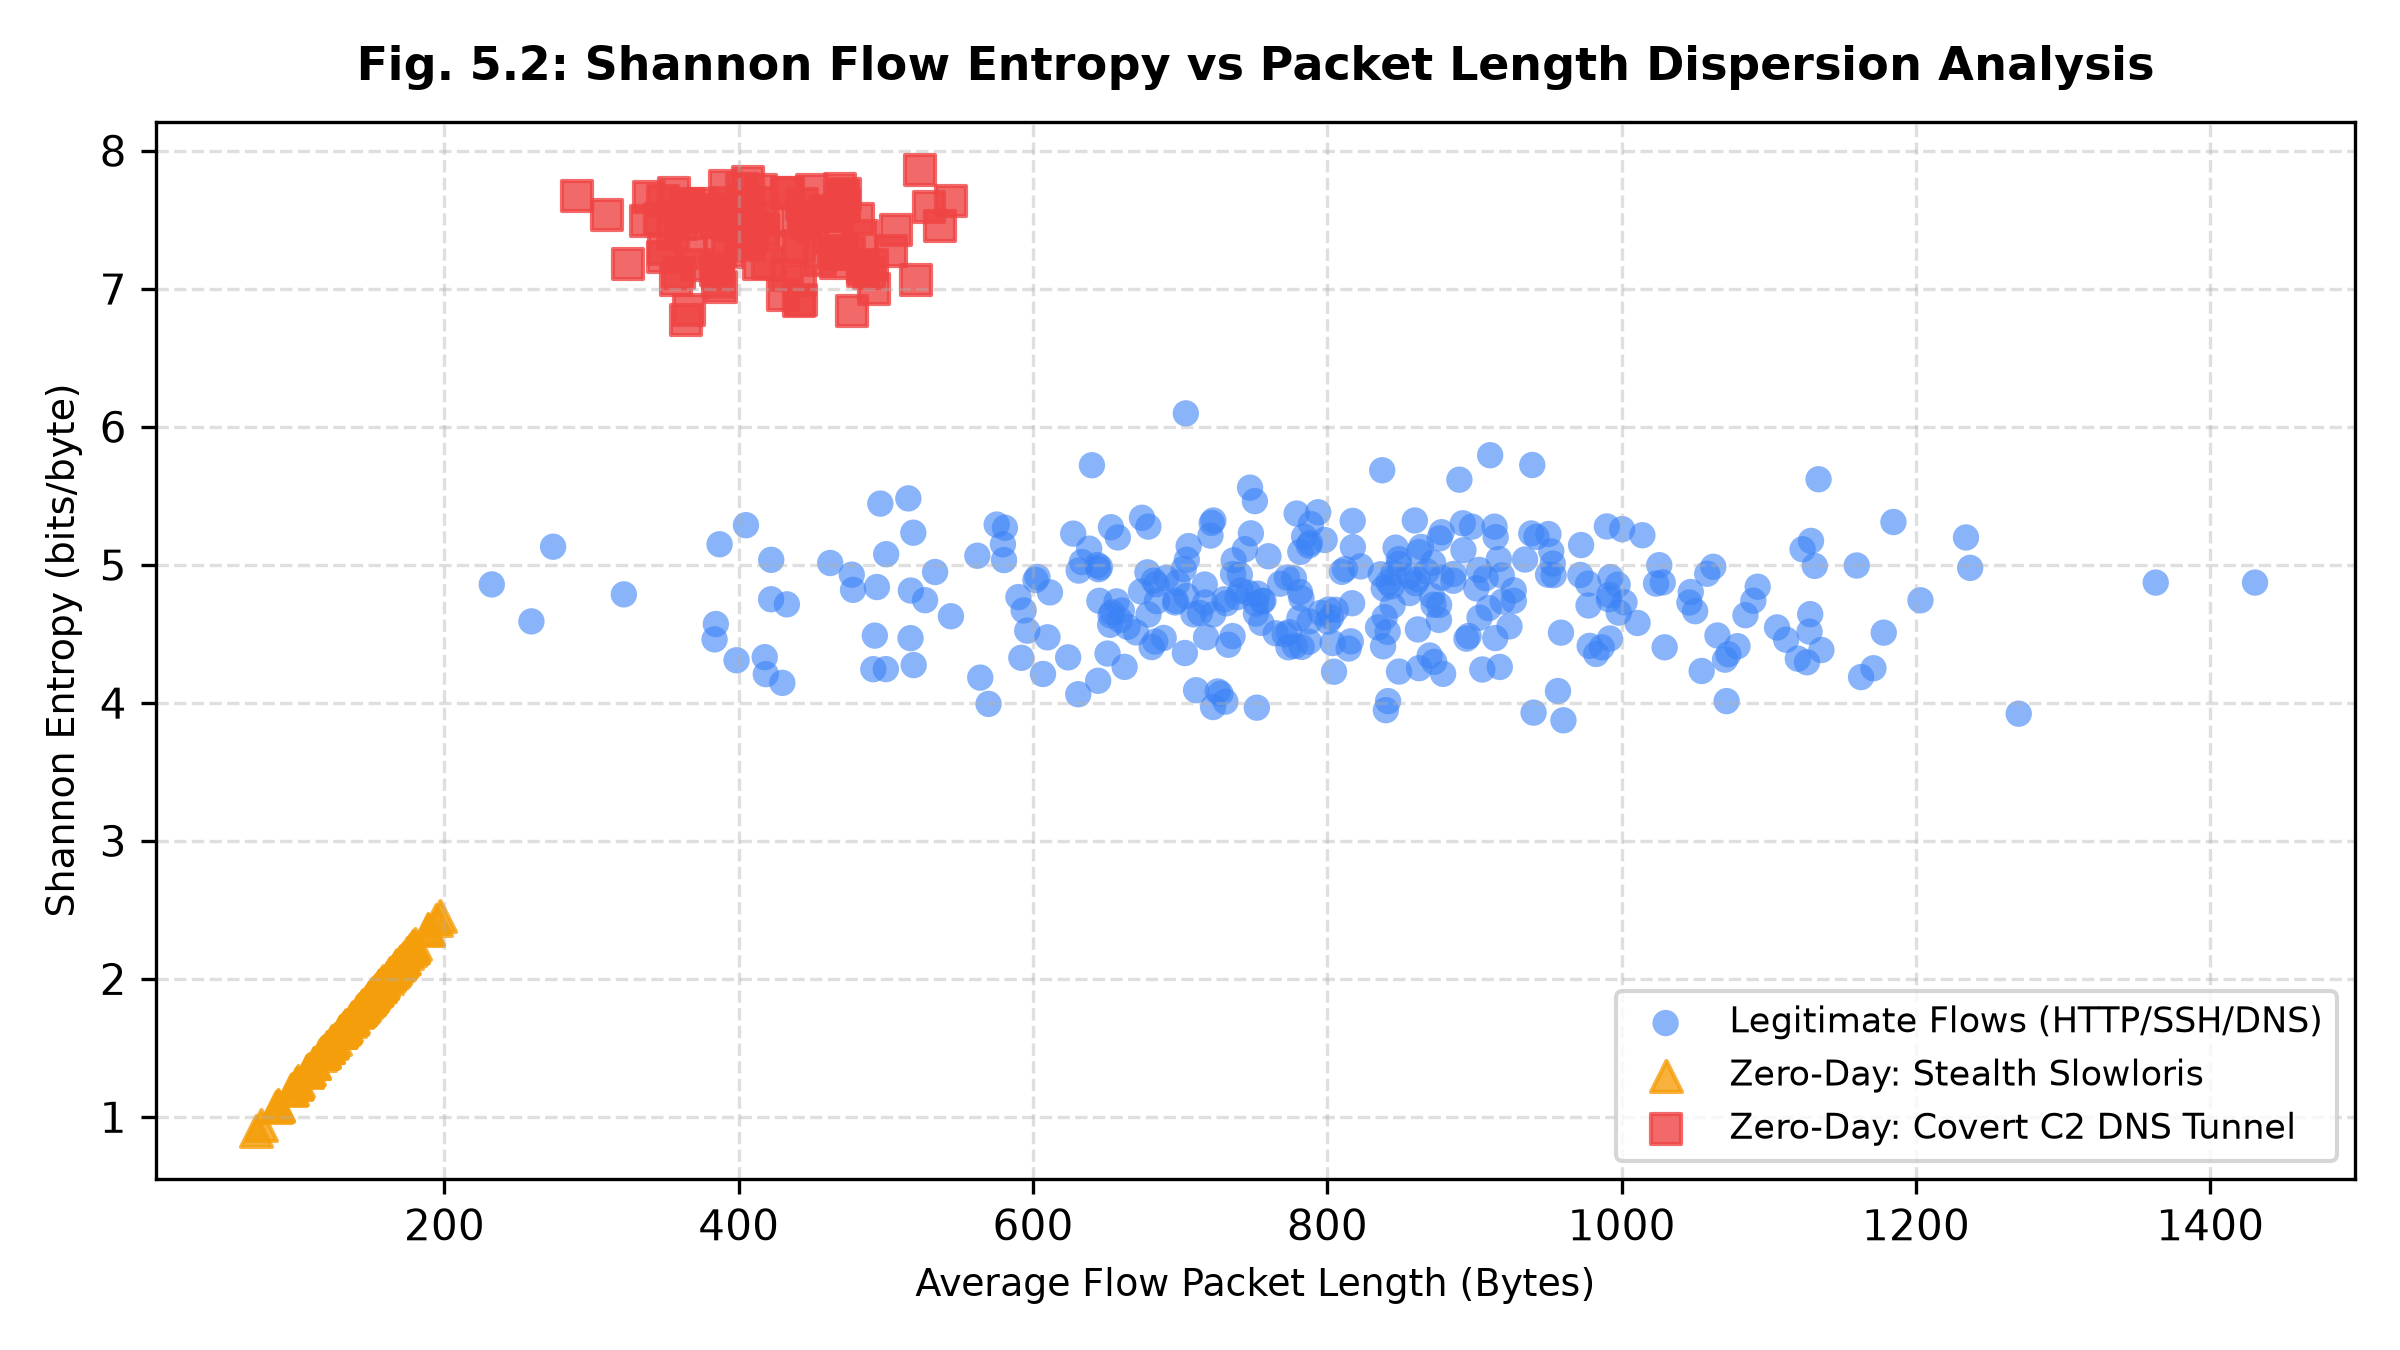 Fig. 5.2: Shannon Flow Entropy vs Packet Length Dispersion Analysis
Shannon Entropy (bits/byte)
8
7
6
5
4
3
2
1
Legitimate Flows (HTTP/SSH/DNS)
Zero-Day: Stealth Slowloris
Zero-Day: Covert C2 DNS Tunnel
200 400 600 800 1000 1200 1400
Average Flow Packet Length (Bytes)